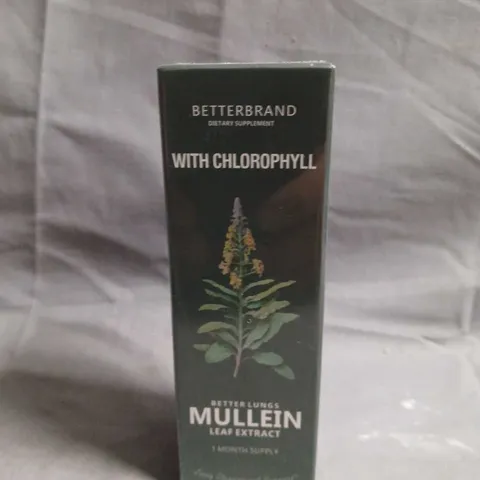 BETTERBRAND
DIETARY SUPPLEMENT
WITH CHLOROPHYLL
BETTER LUNGS
MULLEIN
LEAF EXTRACT
1 MONTH SUPPLY